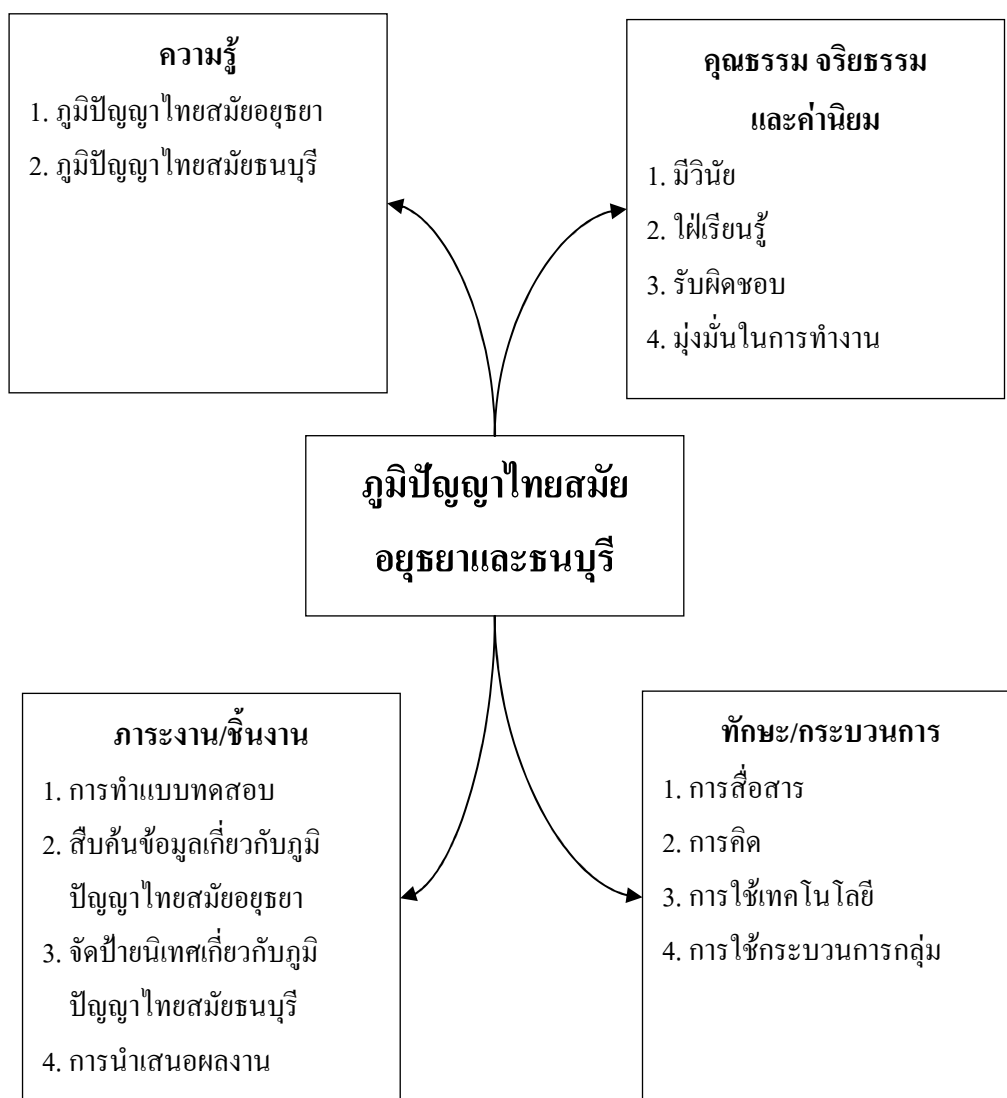 ความรู้
1. ภูมิปัญญาไทยสมัยอยุธยา
2. ภูมิปัญญาไทยสมัยธนบุรี
คุณธรรม จริยธรรม
และค่านิยม
1. มีวินัย
2. ใฝ่เรียนรู้
3. รับผิดชอบ
4. มุ่งมั่นในการทำงาน
ภูมิปัญญาไทยสมัย
อยุธยาและธนบุรี
ภาระงาน/ชิ้นงาน
1. การทำแบบทดสอบ
2. สืบค้นข้อมูลเกี่ยวกับภูมิ
ปัญญาไทยสมัยอยุธยา
3. จัดป้ายนิเทศเกี่ยวกับภูมิ
ปัญญาไทยสมัยธนบุรี
4. การนำเสนอผลงาน
ทักษะ/กระบวนการ
1. การสื่อสาร
2. การคิด
3. การใช้เทคโนโลยี
4. การใช้กระบวนการกลุ่ม